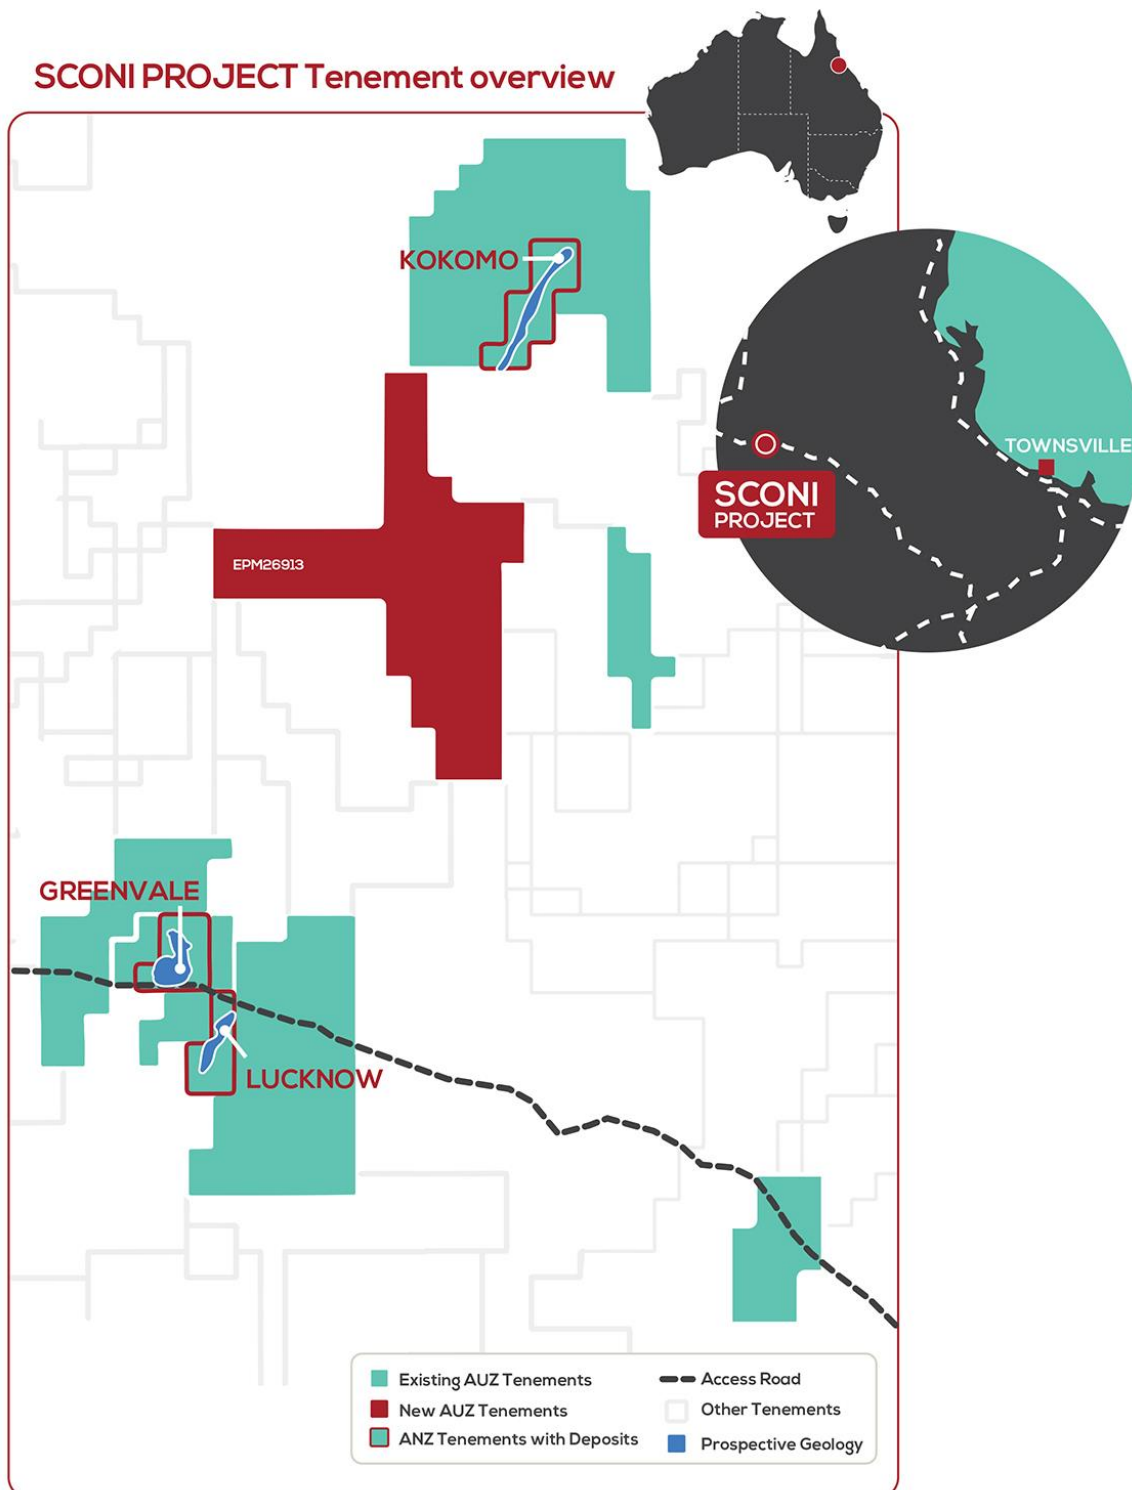 SCONI PROJECT Tenement overview
KOKOMO
TOWNSVILLE
SCONI
PROJECT
EPM26913
GREENVALE
LUCKNOW
Existing AUZ Tenements
New AUZ Tenements
ANZ Tenements with Deposits
Access Road
Other Tenements
Prospective Geology